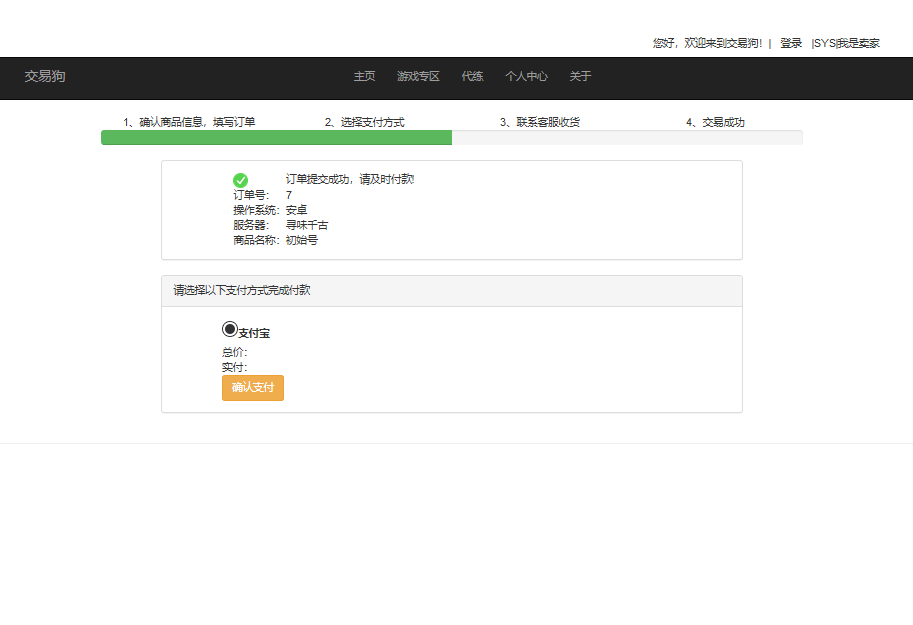 您好，欢迎来到交易狗！| 登录 |SYS|我是卖家
交易狗 主页 游戏专区 代练 个人中心 关于
1、确认商品信息，填写订单 2、选择支付方式 3、联系客服收货 4、交易成功
订单提交成功，请及时付款!
订单号： 7
操作系统： 安卓
服务器： 寻味千古
商品名称： 初始号
请选择以下支付方式完成付款
支付宝
总价：
实付：
确认支付